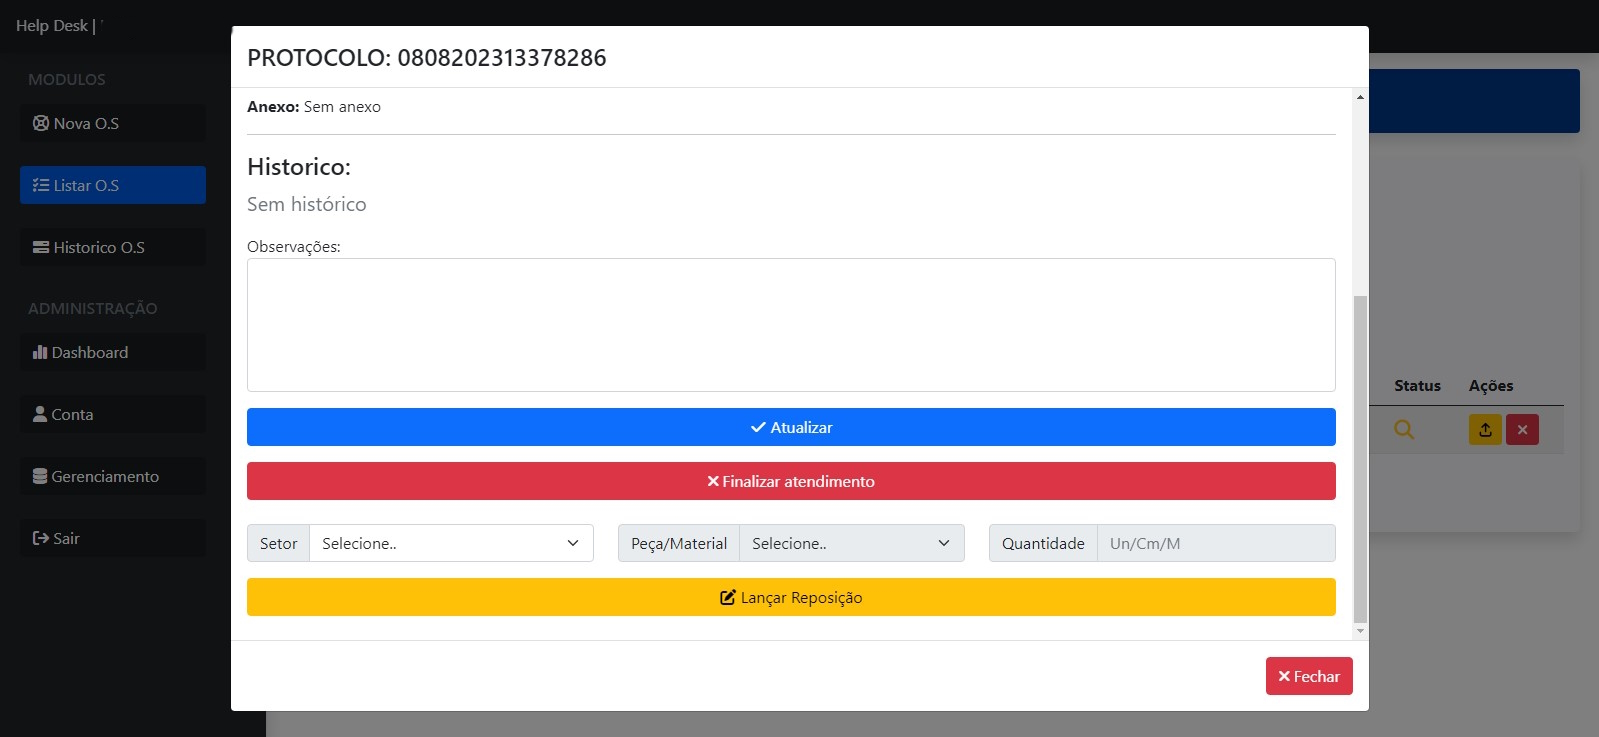 Help Desk |
MODULOS
Nova O.S
Listar O.S
Historico O.S
ADMINISTRAÇÃO
Dashboard
Conta
Gerenciamento
Sair
PROTOCOLO: 0808202313378286
Anexo: Sem anexo
Historico:
Sem histórico
Observações:
Atualizar
Finalizar atendimento
Setor Selecione.. Peça/Material Selecione.. Quantidade Un/Cm/M
Lançar Reposição
Fechar
Status Ações